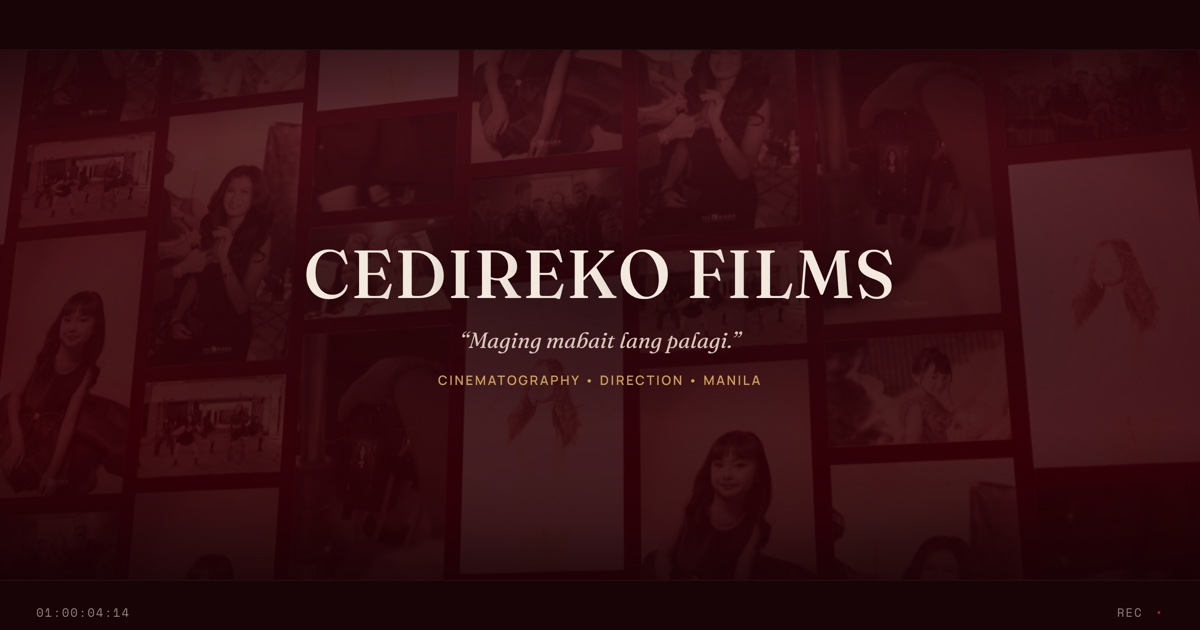 CEDIREKO FILMS
“Maging mabait lang palagi.”
CINEMATOGRAPHY • DIRECTION • MANILA
01:00:04:14
REC •